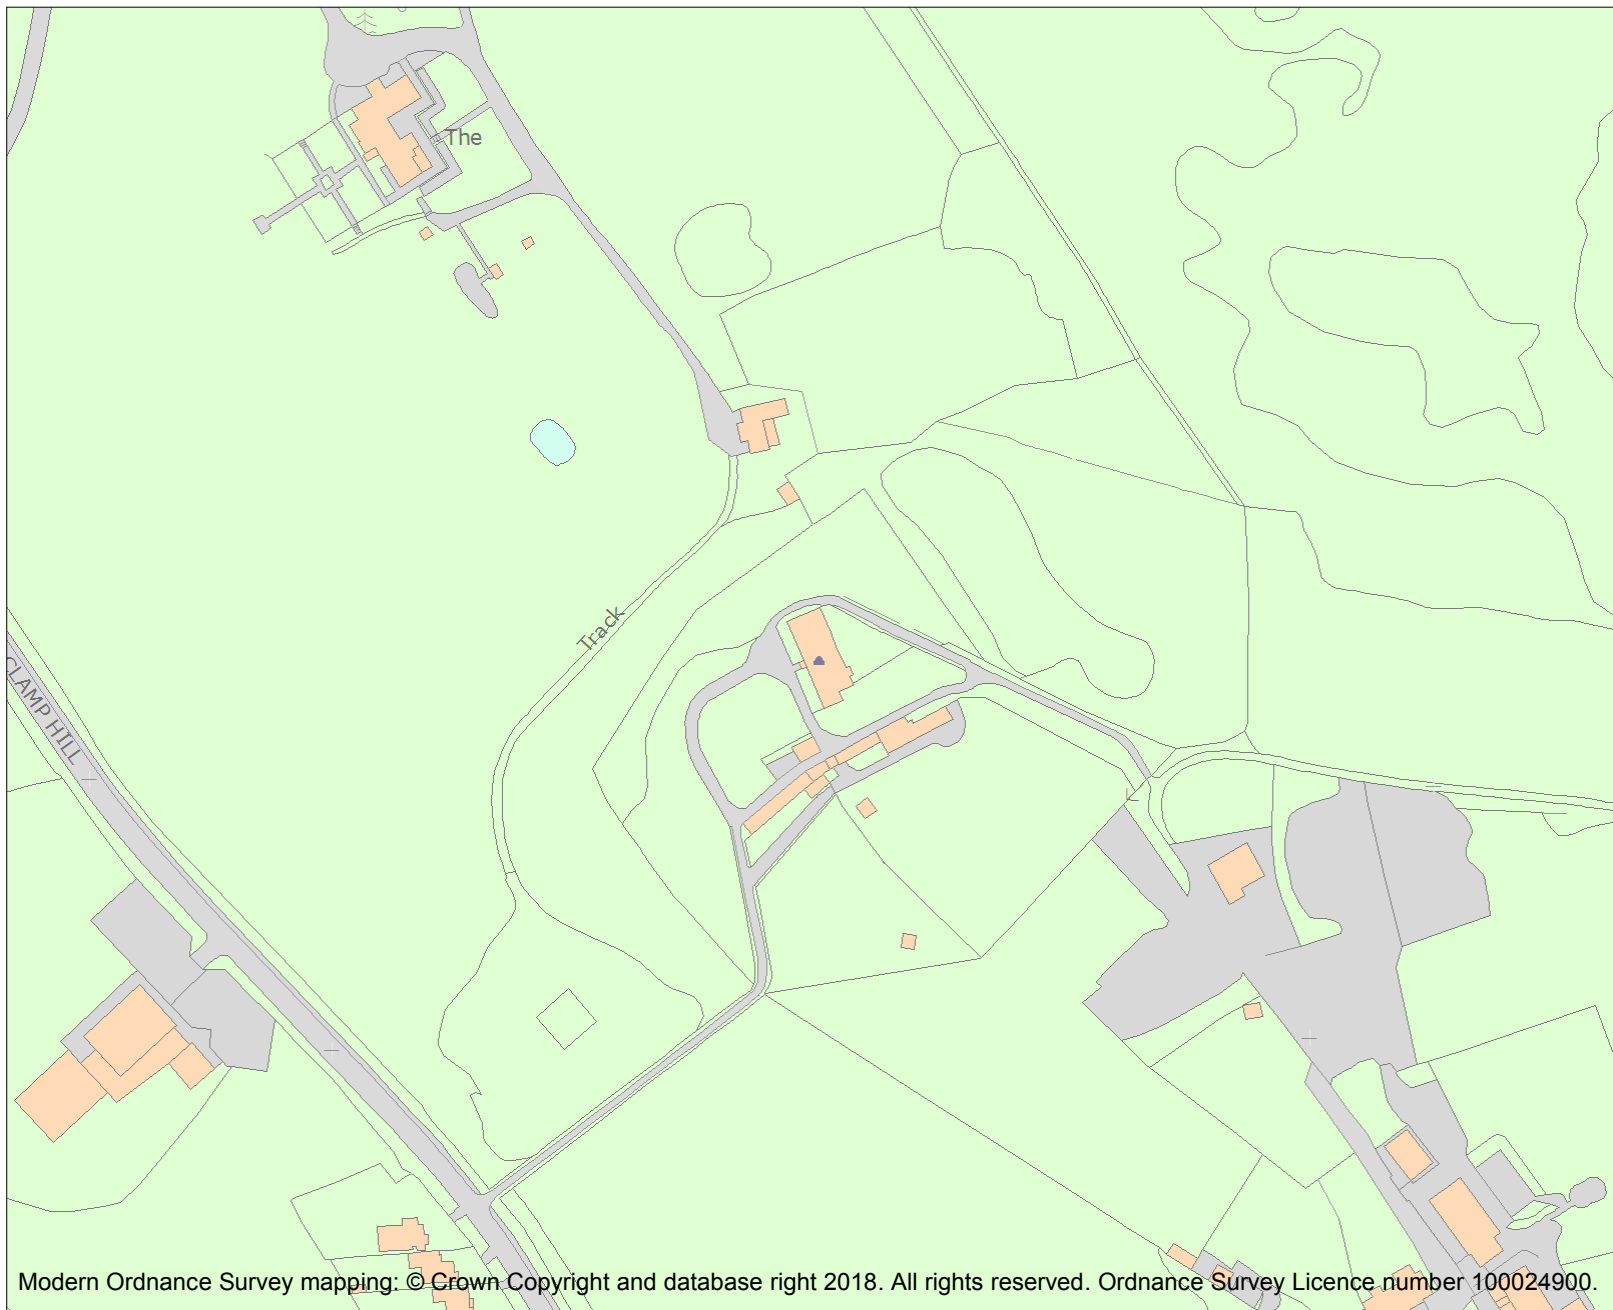 The
Track
CLAMP HILL
Modern Ordnance Survey mapping: © Crown Copyright and database right 2018. All rights reserved. Ordnance Survey Licence number 100024900.